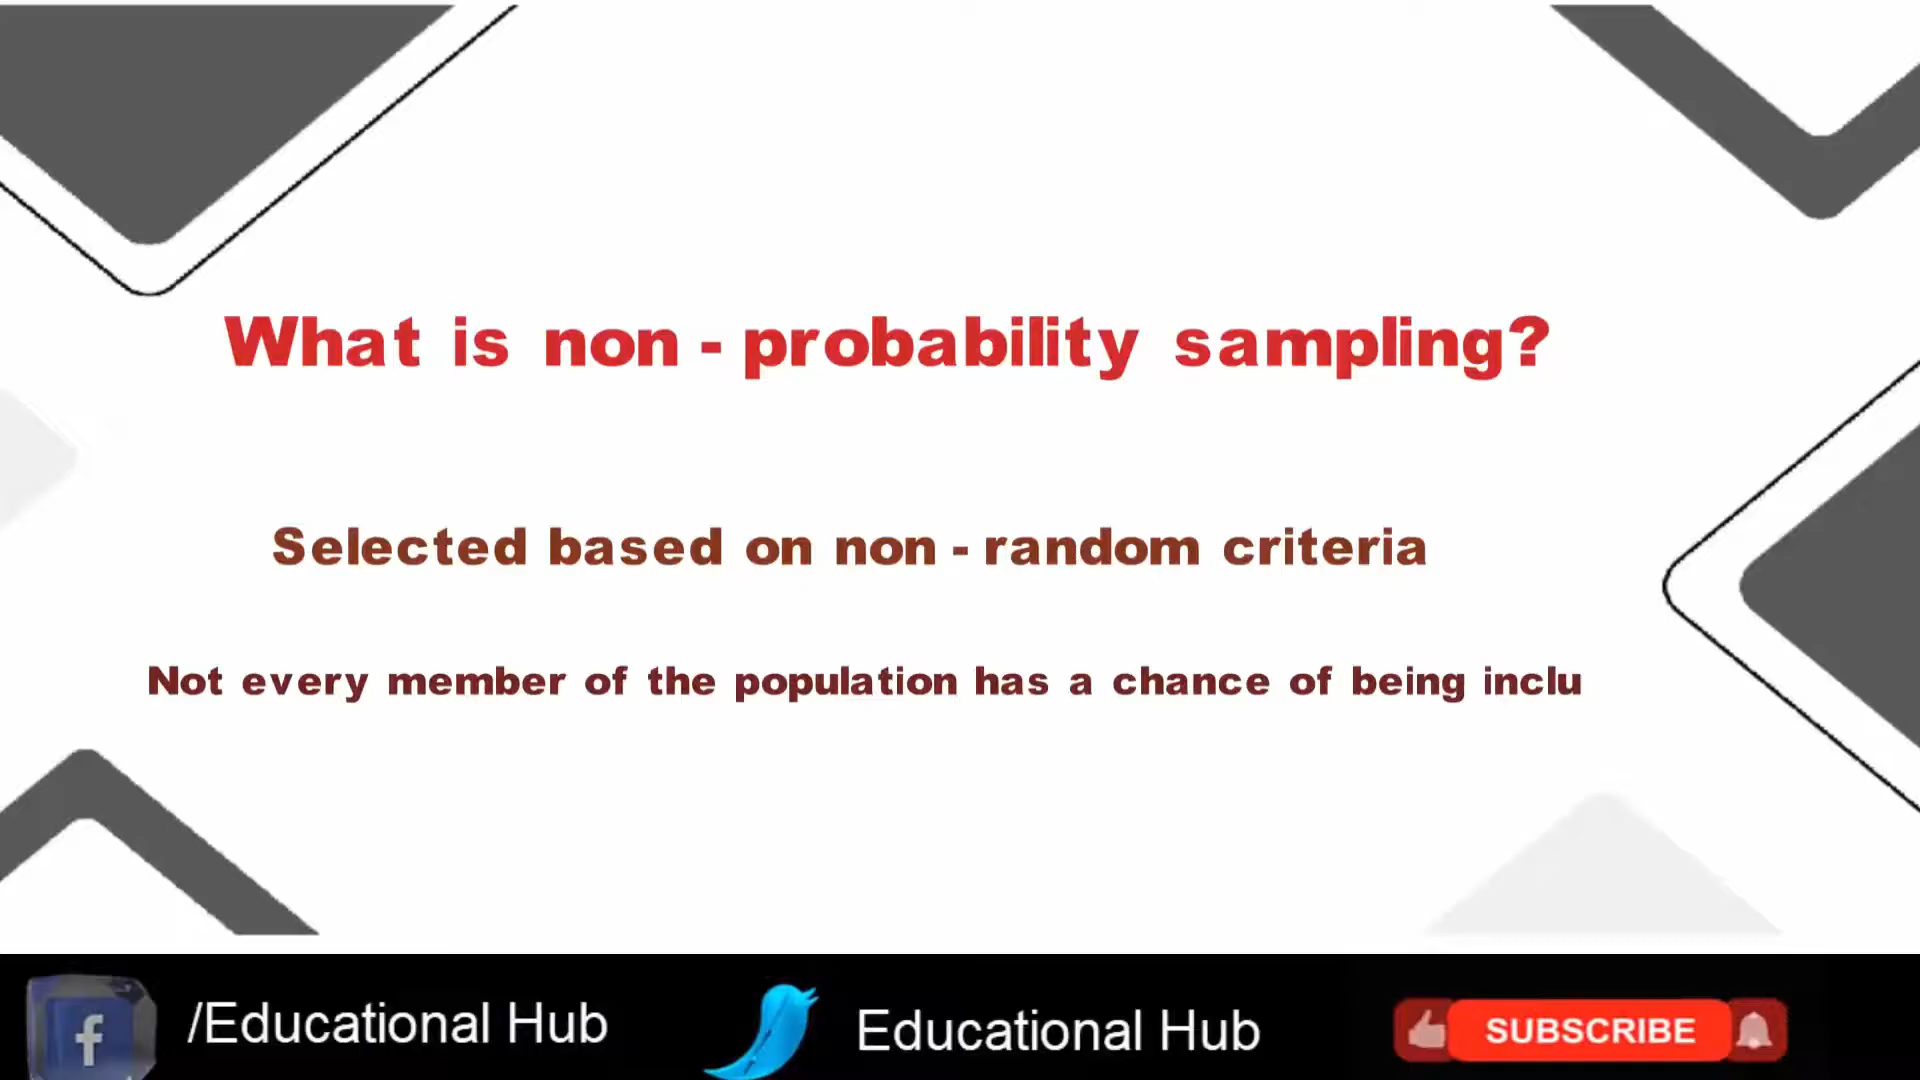 What is non - probability sampling?
Selected based on non - random criteria
Not every member of the population has a chance of being inclu
f /Educational Hub Educational Hub SUBSCRIBE